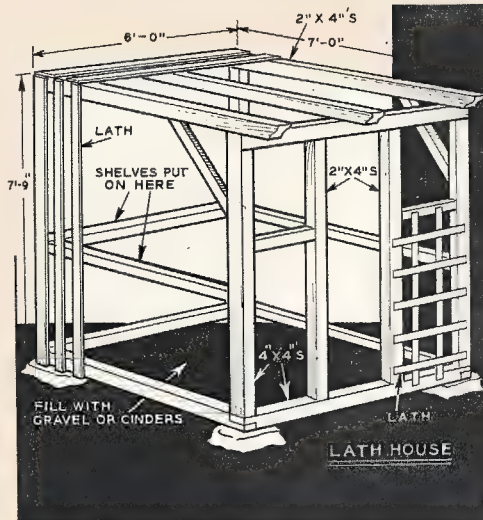 2" X 4"'S
6'-0"
7'-0"
LATH
7'-9"
SHELVES PUT
ON HERE
2"X4"S
4"X4"'S
FILL WITH
GRAVEL OR CINDERS
LATH
LATH HOUSE